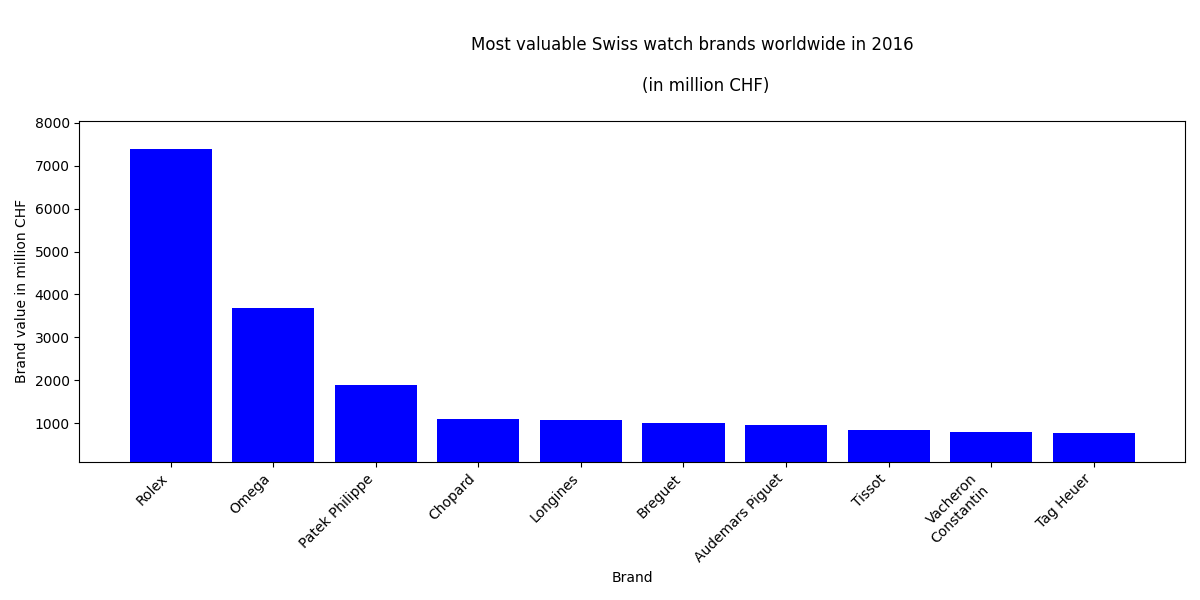 Most valuable Swiss watch brands worldwide in 2016
(in million CHF)
8000
7000
6000
5000
4000
3000
2000
1000
Brand value in million CHF
Rolex
Omega
Patek Philippe
Chopard
Longines
Breguet
Audemars Piguet
Tissot
Vacheron
Constantin
Tag Heuer
Brand